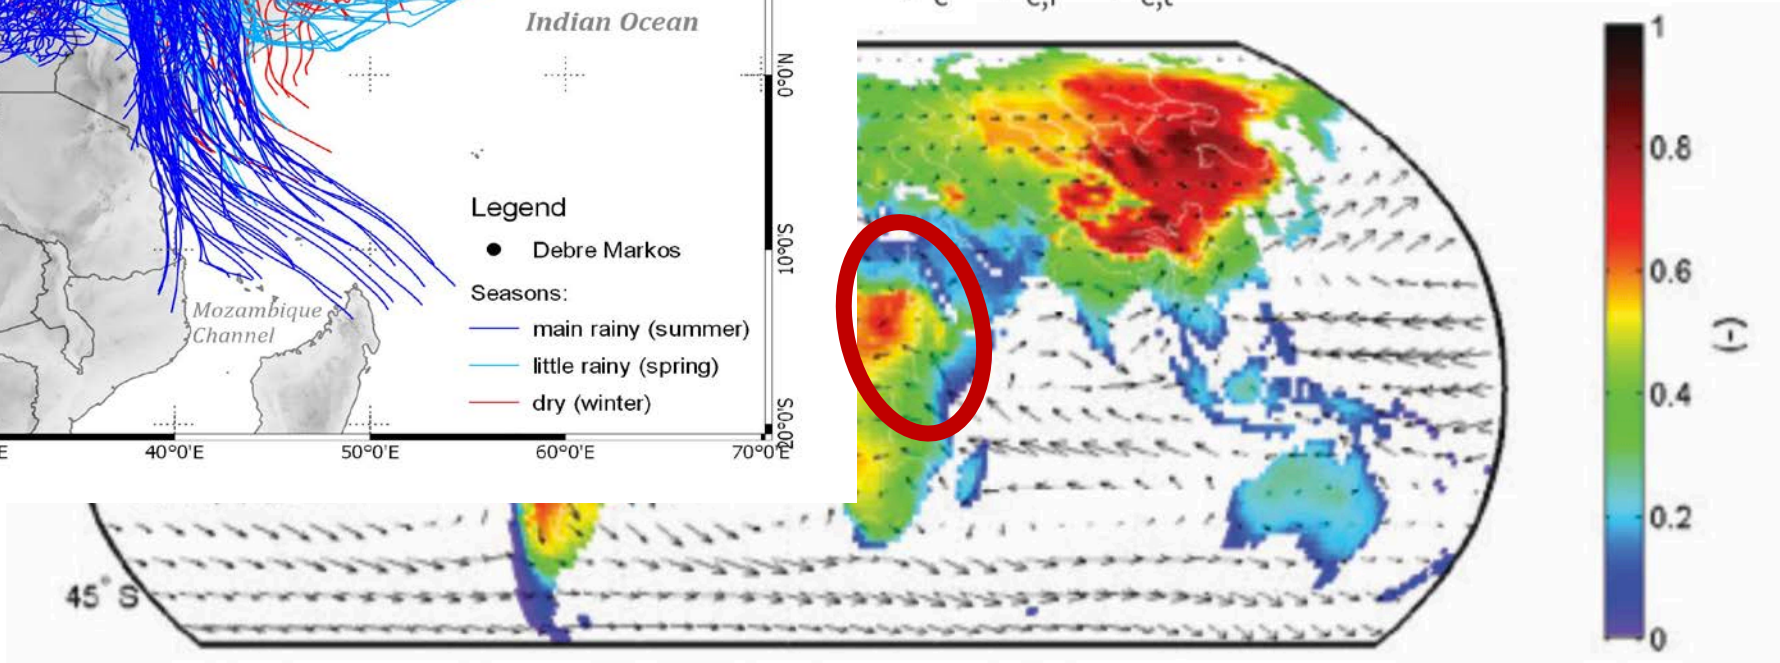 Indian Ocean
0°0'N
Legend
Debre Markos
10°0'S
Seasons:
Mozambique
Channel
main rainy (summer)
little rainy (spring)
dry (winter)
20°0'S
E
40°0'E
50°0'E
60°0'E
70°0'E
45° S
1
0.8
0.6
0.4
0.2
0
(-)